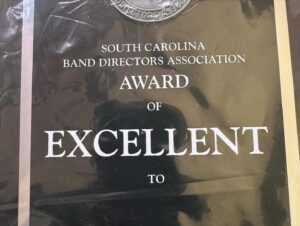 SOUTH CAROLINA
BAND DIRECTORS ASSOCIATION
AWARD
OF
EXCELLENT
TO